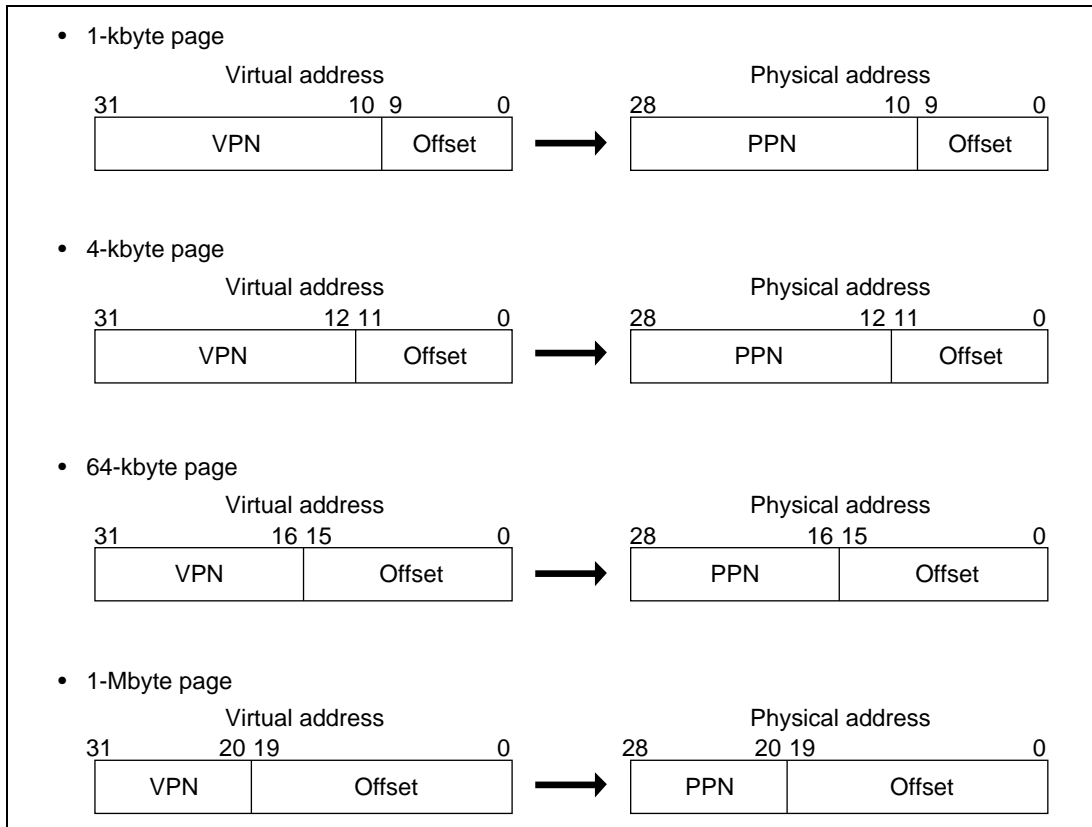 • 1-kbyte page
Virtual address Physical address
31 10 9 0 28 10 9 0
VPN Offset PPN Offset
• 4-kbyte page
Virtual address Physical address
31 12 11 0 28 12 11 0
VPN Offset PPN Offset
• 64-kbyte page
Virtual address Physical address
31 16 15 0 28 16 15 0
VPN Offset PPN Offset
• 1-Mbyte page
Virtual address Physical address
31 20 19 0 28 20 19 0
VPN Offset PPN Offset